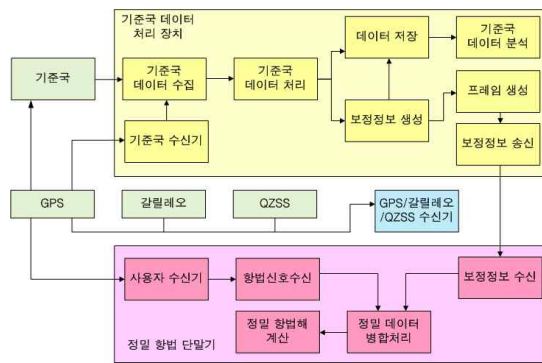 기준국 데이터
처리 장치
데이터 저장
기준국
데이터 분석
기준국
기준국
데이터 수집
기준국
데이터 처리
프레임 생성
보정정보 생성
기준국 수신기
보정정보 송신
GPS
갈릴레오
QZSS
GPS/갈릴레오
/QZSS 수신기
사용자 수신기
항법신호수신
보정정보 수신
정밀 항법해
계산
정밀 데이터
병합처리
정밀 항법 단말기